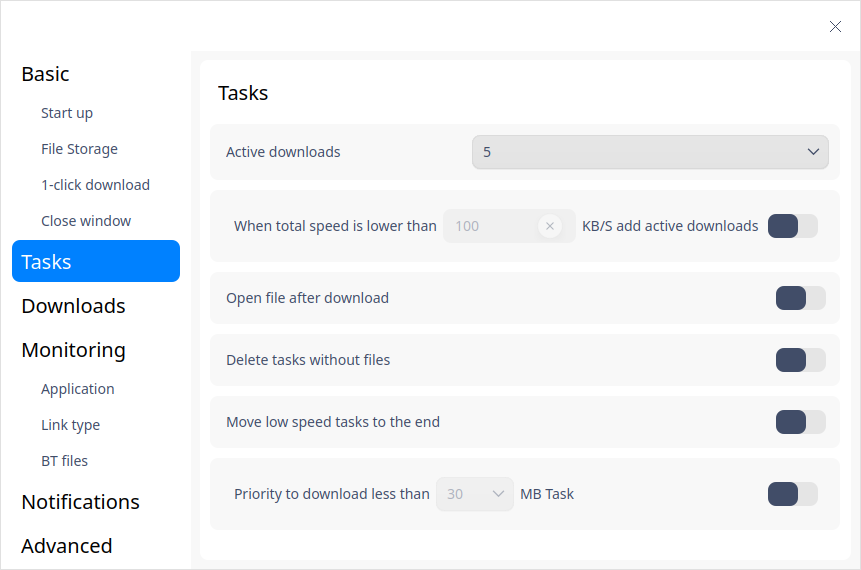 Basic
Start up
File Storage
1-click download
Close window
Tasks
Downloads
Monitoring
Application
Link type
BT files
Notifications
Advanced
Tasks
Active downloads 5
When total speed is lower than 100 KB/S add active downloads
Open file after download
Delete tasks without files
Move low speed tasks to the end
Priority to download less than 30 MB Task